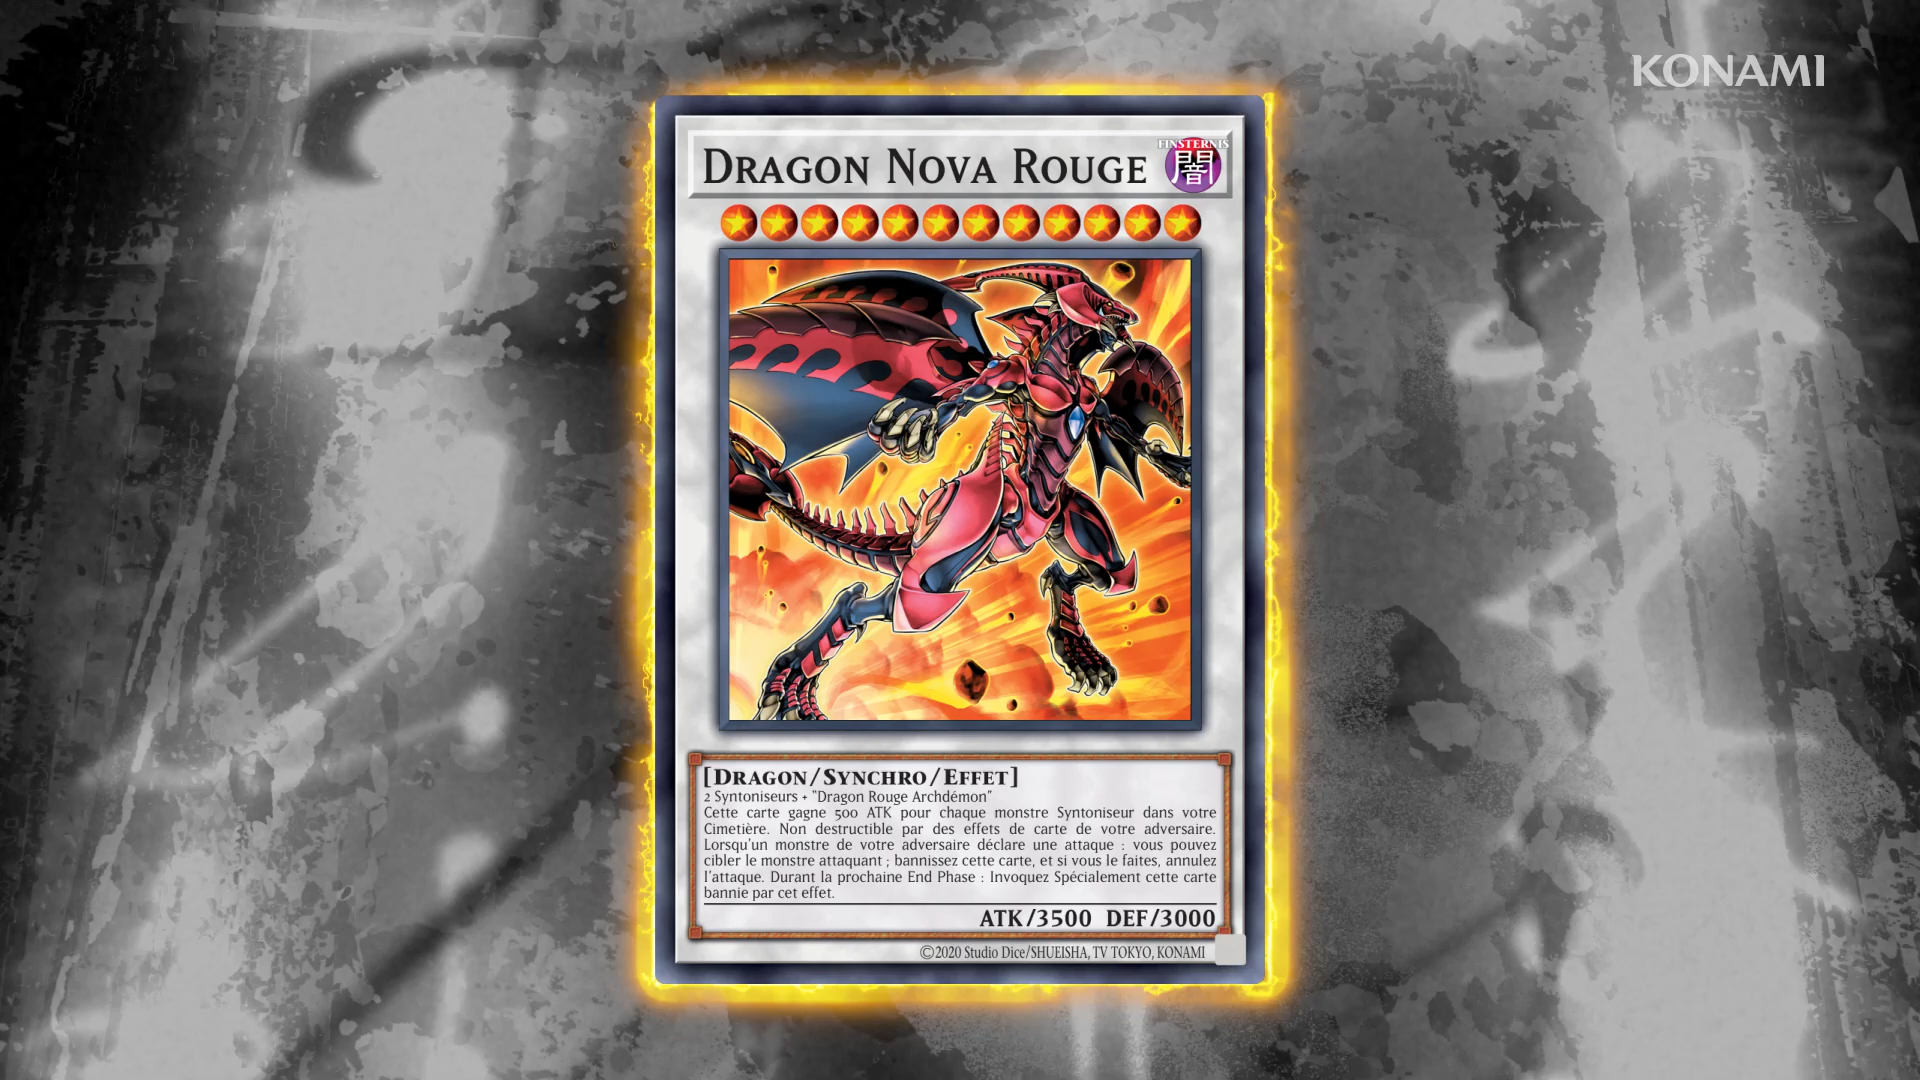 KONAMI
DRAGON NOVA ROUGE
FINSTERNIS
闇
[DRAGON/SYNCHRO/EFFET]
2 Syntoniseurs + "Dragon Rouge Archdémon"
Cette carte gagne 500 ATK pour chaque monstre Syntoniseur dans votre
Cimetière. Non destructible par des effets de carte de votre adversaire.
Lorsqu'un monstre de votre adversaire déclare une attaque : vous pouvez
cibler le monstre attaquant ; bannissez cette carte, et si vous le faites, annulez
l'attaque. Durant la prochaine End Phase : Invoquez Spécialement cette carte
bannie par cet effet.
ATK/3500 DEF/3000
©2020 Studio Dice/SHUEISHA, TV TOKYO, KONAMI